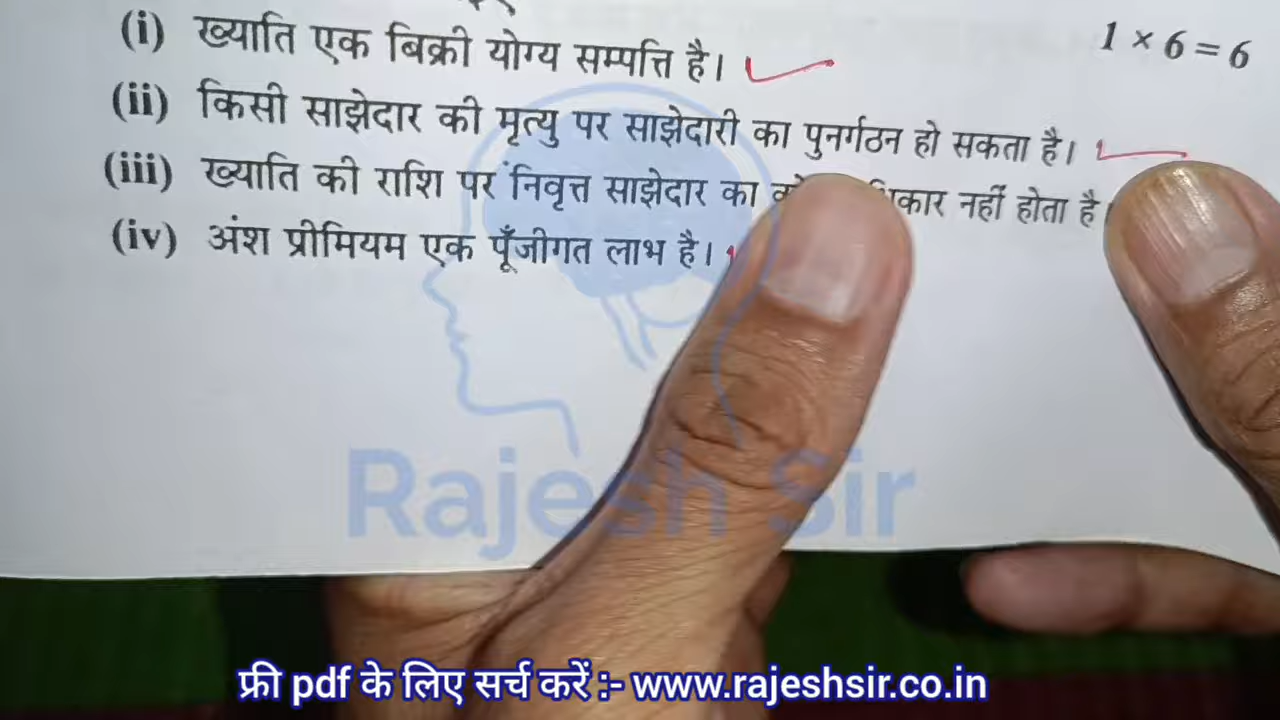 (i) ख्याति एक बिक्री योग्य सम्पत्ति है।
1 × 6 = 6
(ii) किसी साझेदार की मृत्यु पर साझेदारी का पुनर्गठन हो सकता है।
(iii) ख्याति की राशि पर निवृत्त साझेदार का नहीं होता है
(iv) अंश प्रीमियम एक पूँजीगत लाभ है।
Rajesh Sir
फ्री pdf के लिए सर्च करें :- www.rajeshsir.co.in